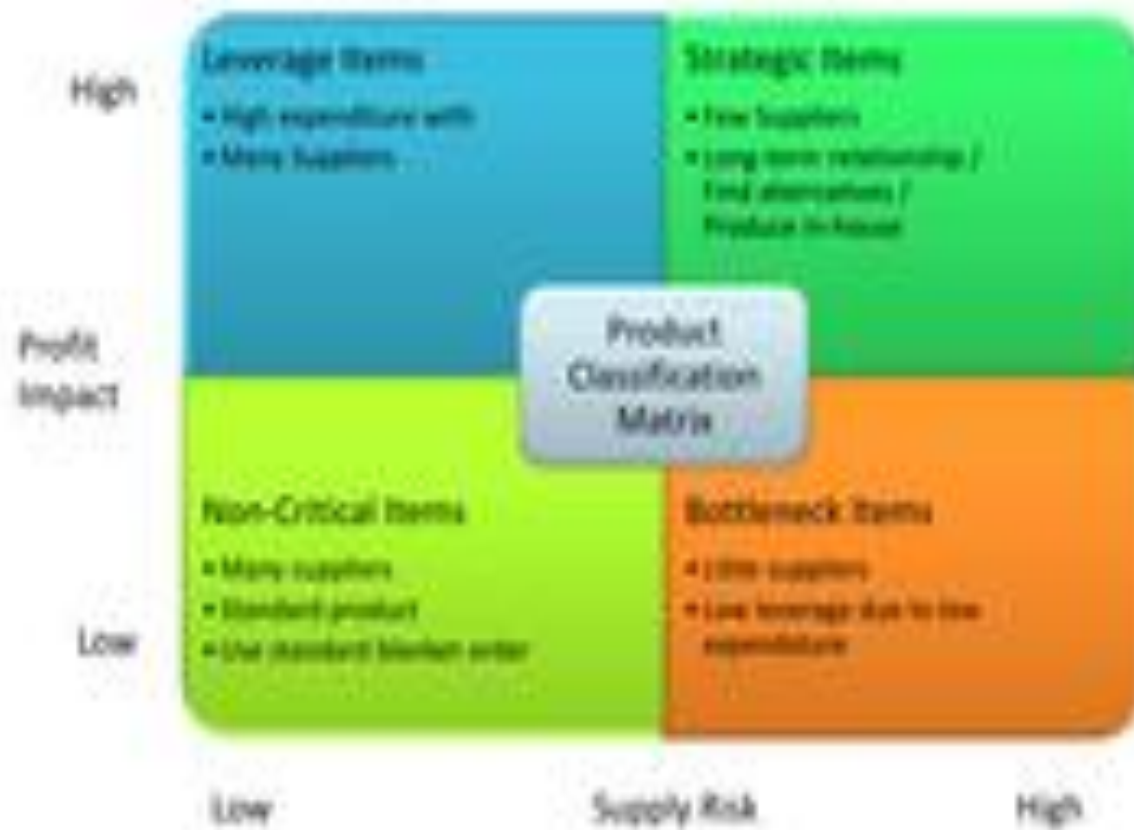 High
Leverage Items
• High expenditure with
• Many Suppliers
Strategic Items
• Few Suppliers
• Long term relationship /
Find alternatives /
Produce in-house
Profit
Impact
Product
Classification
Matrix
Non-Critical Items
• Many suppliers
• Standard product
• Use standard blanket order
Bottleneck Items
• Little suppliers
• Low leverage due to low
expenditure
Low
Low
Supply Risk
High